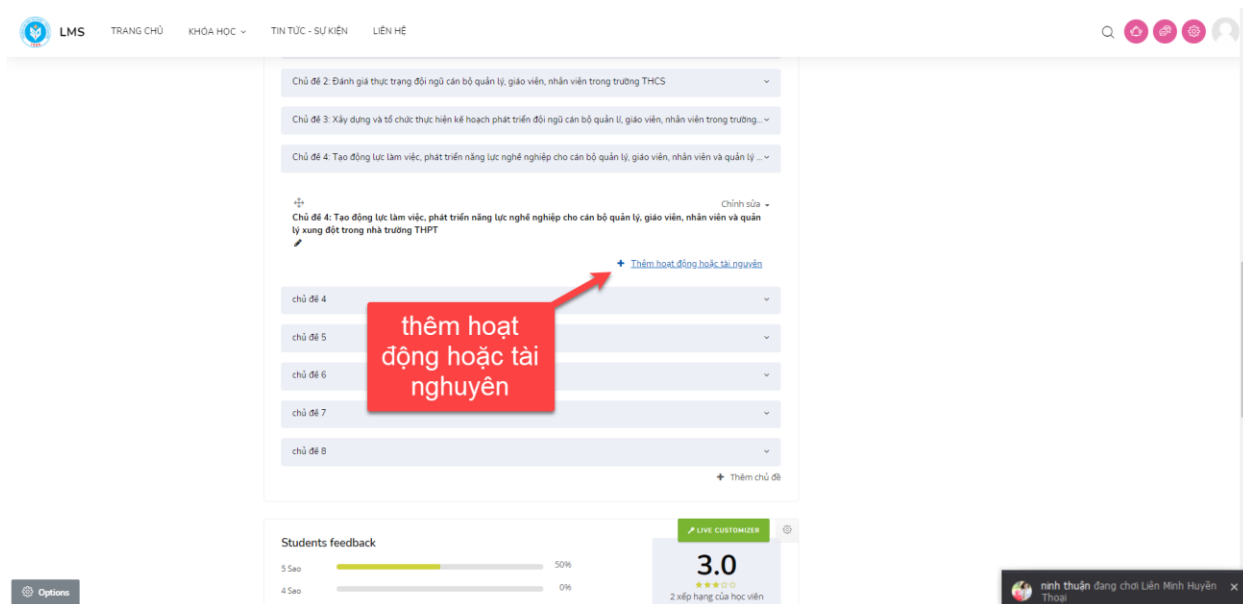 LMS TRANG CHỦ KHÓA HỌC TIN TỨC - SỰ KIỆN LIÊN HỆ
Chủ đề 2: Đánh giá thực trạng đội ngũ cán bộ quản lý, giáo viên, nhân viên trong trường THCS
Chủ đề 3: Xây dựng và tổ chức thực hiện kế hoạch phát triển đội ngũ cán bộ quản lí, giáo viên, nhân viên trong trường...
Chủ đề 4: Tạo động lực làm việc, phát triển năng lực nghề nghiệp cho cán bộ quản lý, giáo viên, nhân viên và quản lý ...
Chỉnh sửa
Chủ đề 4: Tạo động lực làm việc, phát triển năng lực nghề nghiệp cho cán bộ quản lý, giáo viên, nhân viên và quản
lý xung đột trong nhà trường THPT
+ Thêm hoạt động hoặc tài nguyên
chủ đề 4
thêm hoạt
động hoặc tài
nghuyên
chủ đề 5
chủ đề 6
chủ đề 7
chủ đề 8
+ Thêm chủ đề
LIVE CUSTOMIZER
Students feedback
3.0
5 Sao 50%
4 Sao 0%
2 xếp hạng của học viên
Options
ninh thuận đang chơi Liên Minh Huyền
Thoại